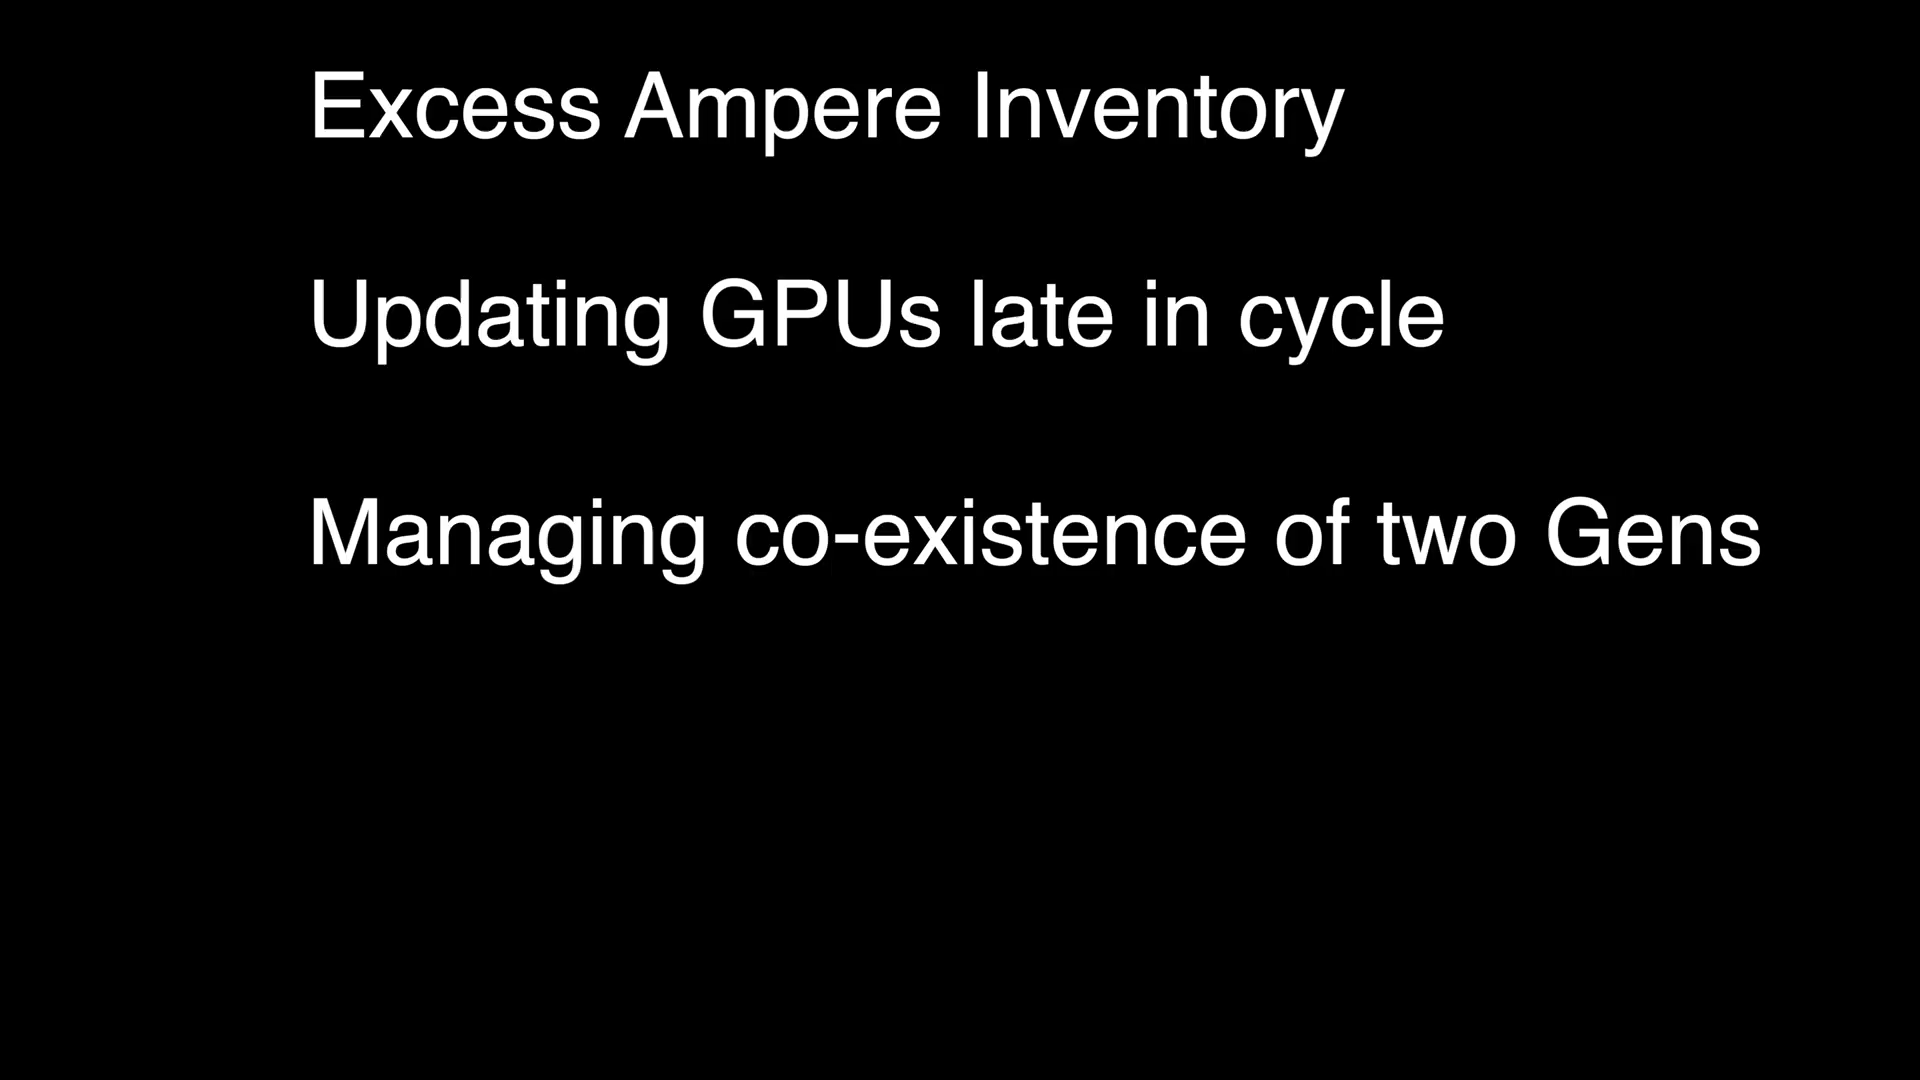 Excess Ampere Inventory
Updating GPUs late in cycle
Managing co-existence of two Gens